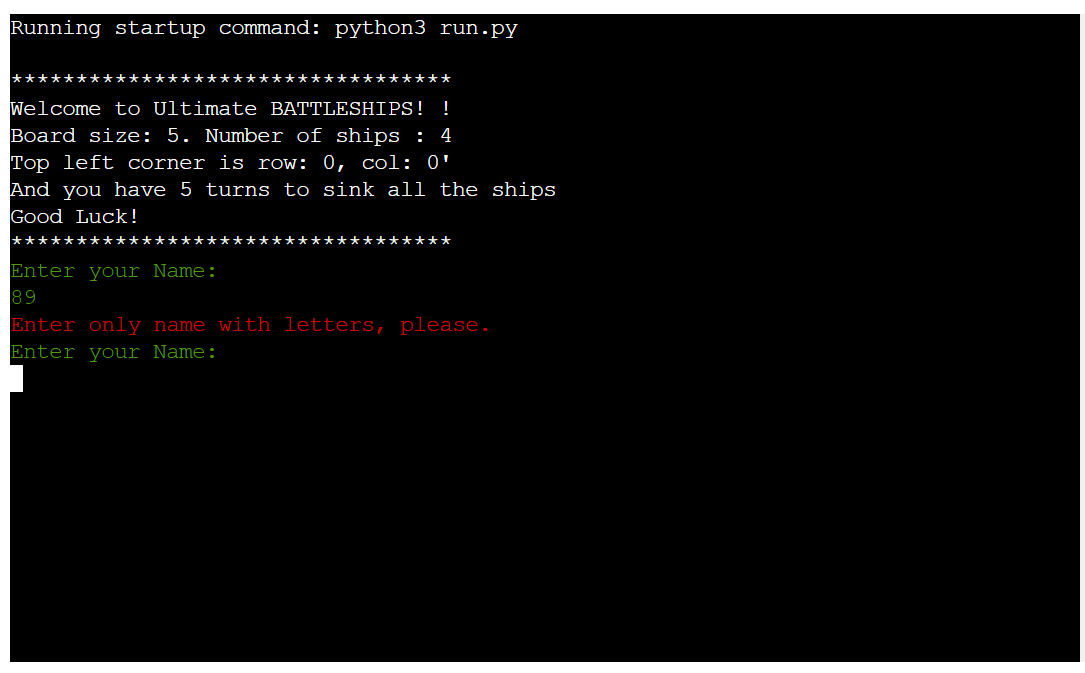 Running startup command: python3 run.py
***********************************
Welcome to Ultimate BATTLESHIPS! !
Board size: 5. Number of ships : 4
Top left corner is row: 0, col: 0'
And you have 5 turns to sink all the ships
Good Luck!
***********************************
Enter your Name:
89
Enter only name with letters, please.
Enter your Name: